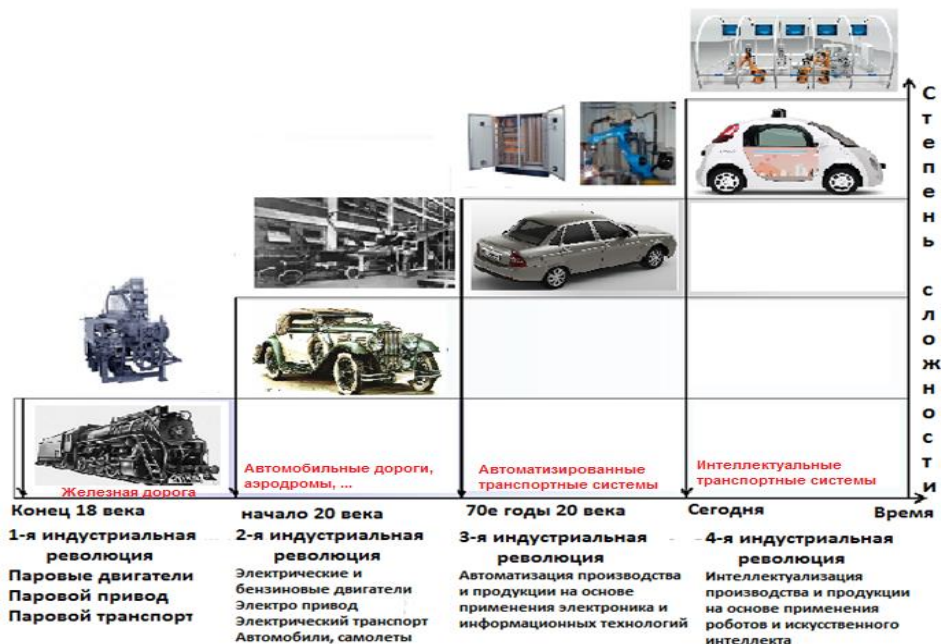 Степень сложности
Железная дорога
Автомобильные дороги,
аэродромы, ...
Автоматизированные
транспортные системы
Интеллектуальные
транспортные системы
Конец 18 века
начало 20 века
70е годы 20 века
Сегодня
Время
1-я индустриальная
революция
Паровые двигатели
Паровой привод
Паровой транспорт
2-я индустриальная
революция
Электрические и
бензиновые двигатели
Электро привод
Электрический транспорт
Автомобили, самолеты
3-я индустриальная
революция
Автоматизация производства
и продукции на основе
применения электроника и
информационных технологий
4-я индустриальная
революция
Интеллектуализация
производства и продукции
на основе применения
роботов и искусственного
интеллекта